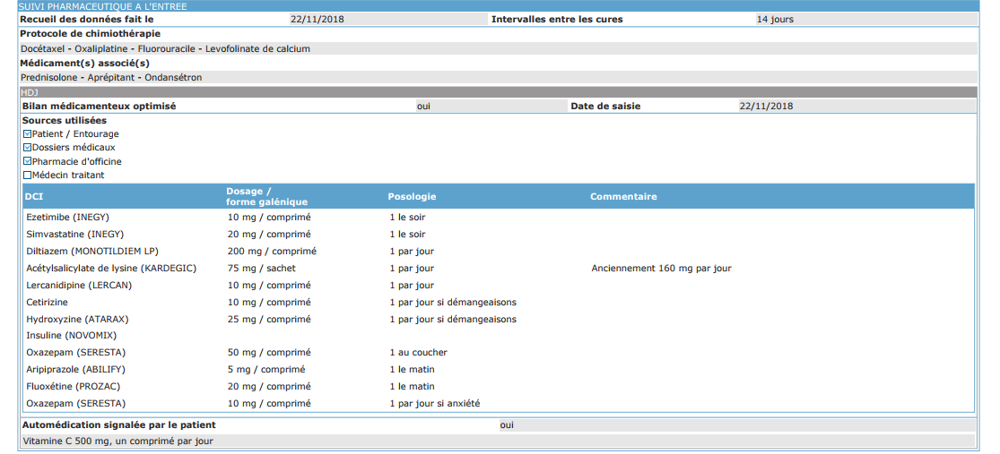 SUIVI PHARMACEUTIQUE A L'ENTREE
Recueil des données fait le 22/11/2018 Intervalles entre les cures 14 jours
Protocole de chimiothérapie
Docétaxel - Oxaliplatine - Fluorouracile - Levofolinate de calcium
Médicament(s) associé(s)
Prednisolone - Aprépitant - Ondansétron
HDJ
Bilan médicamenteux optimisé oui Date de saisie 22/11/2018
Sources utilisées
Patient / Entourage
Dossiers médicaux
Pharmacie d'officine
Médecin traitant
DCI Dosage / forme galénique Posologie Commentaire
Ezetimibe (INEGY) 10 mg / comprimé 1 le soir
Simvastatine (INEGY) 20 mg / comprimé 1 le soir
Diltiazem (MONOTILDIEM LP) 200 mg / comprimé 1 par jour
Acétylsalicylate de lysine (KARDEGIC) 75 mg / sachet 1 par jour Anciennement 160 mg par jour
Lercanidipine (LERCAN) 10 mg / comprimé 1 par jour
Cetirizine 10 mg / comprimé 1 par jour si démangeaisons
Hydroxyzine (ATARAX) 25 mg / comprimé 1 par jour si démangeaisons
Insuline (NOVOMIX)
Oxazepam (SERESTA) 50 mg / comprimé 1 au coucher
Aripiprazole (ABILIFY) 5 mg / comprimé 1 le matin
Fluoxétine (PROZAC) 20 mg / comprimé 1 le matin
Oxazepam (SERESTA) 10 mg / comprimé 1 par jour si anxiété
Automédication signalée par le patient oui
Vitamine C 500 mg, un comprimé par jour